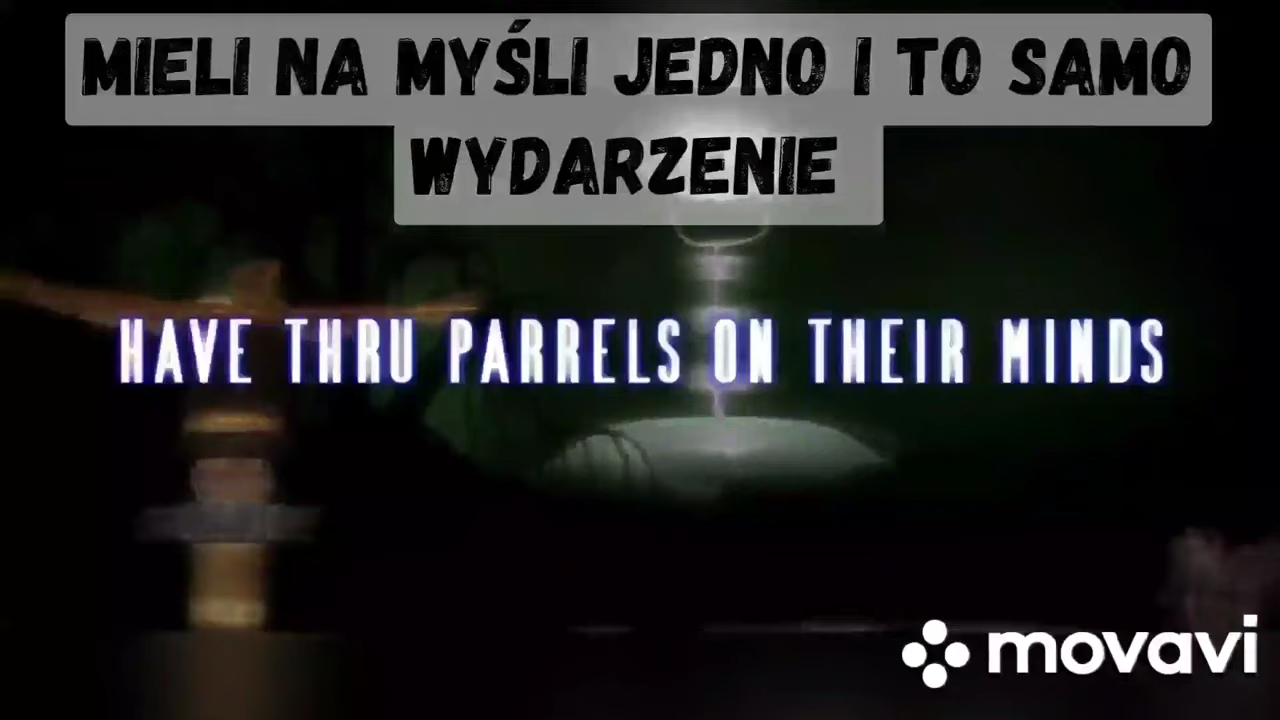 MIELI NA MYŚLI JEDNO I TO SAMO
WYDARZENIE
HAVE THRU PARRELS ON THEIR MINDS
movavi